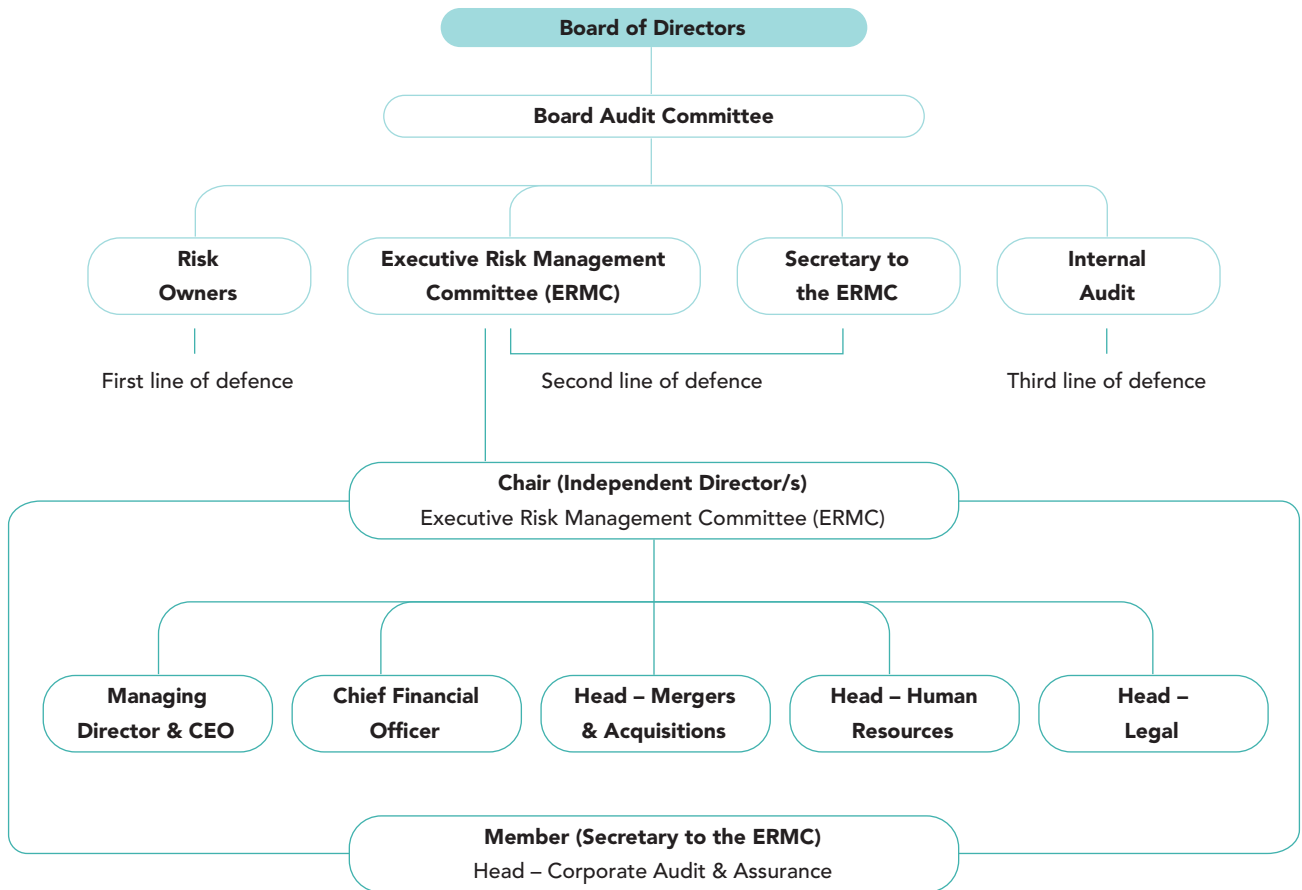 Board of Directors
Board Audit Committee
Risk
Owners
Executive Risk Management
Committee (ERMC)
Secretary to
the ERMC
Internal
Audit
First line of defence
Second line of defence
Third line of defence
Chair (Independent Director/s)
Executive Risk Management Committee (ERMC)
Managing
Director & CEO
Chief Financial
Officer
Head – Mergers
& Acquisitions
Head – Human
Resources
Head –
Legal
Member (Secretary to the ERMC)
Head – Corporate Audit & Assurance